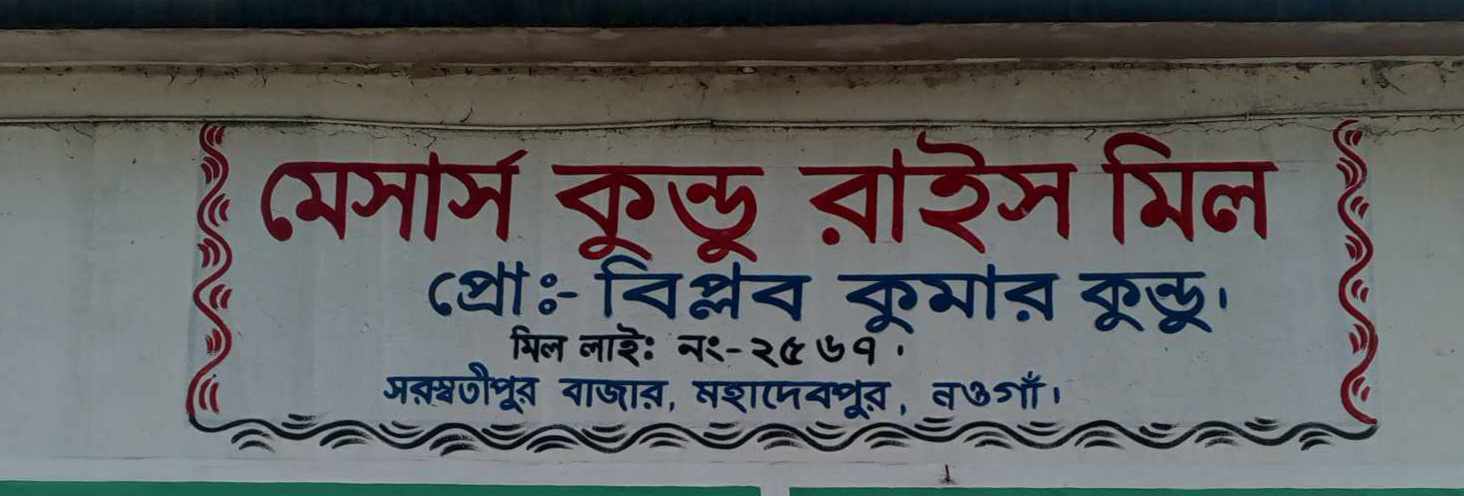 মেসার্স কুন্ডু রাইস মিল
প্রো ঃ- বিপ্লব কুমার কুন্ডু।
মিল লাইঃ নং-২৫৬৭.
সরস্বতীপুর বাজার, মহাদেবপুর, নওগাঁ।